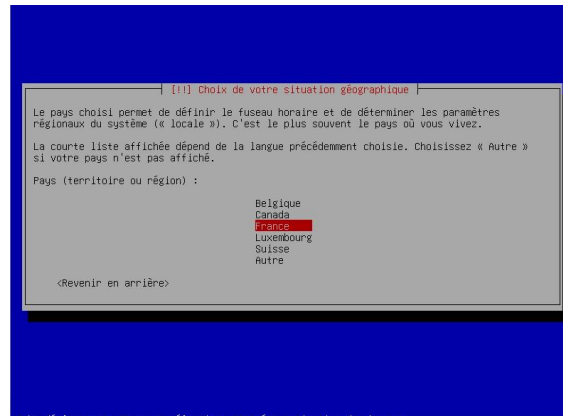 [!!] Choix de votre situation géographique
Le pays choisi permet de définir le fuseau horaire et de déterminer les paramètres
régionaux du système (« locale »). C'est le plus souvent le pays où vous vivez.
La courte liste affichée dépend de la langue précédemment choisie. Choisissez « Autre »
si votre pays n'est pas affiché.
Pays (territoire ou région) :
Belgique
Canada
France
Luxembourg
Suisse
Autre
<Revenir en arrière>